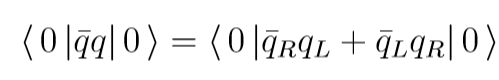 ⟨ 0 |q̄q| 0 ⟩ = ⟨ 0 |q̄_R q_L + q̄_L q_R| 0 ⟩